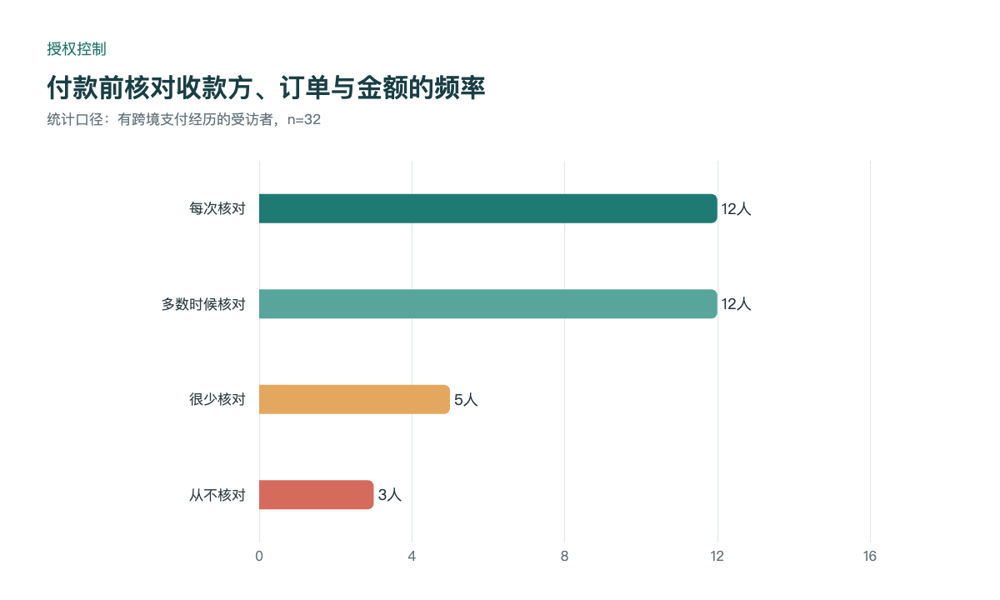 授权控制
付款前核对收款方、订单与金额的频率
统计口径：有跨境支付经历的受访者，n=32
每次核对 12人
多数时候核对 12人
很少核对 5人
从不核对 3人
0 4 8 12 16